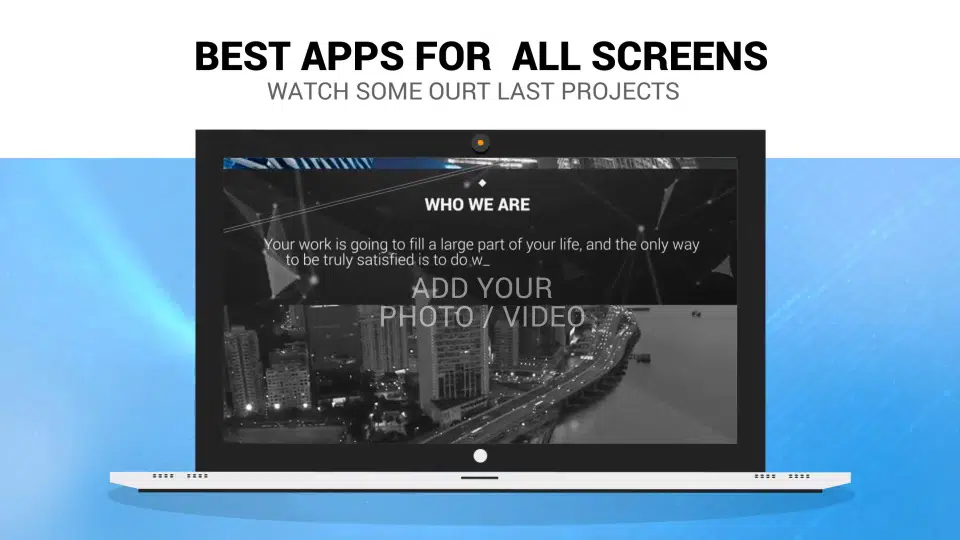 BEST APPS FOR ALL SCREENS
WATCH SOME OURT LAST PROJECTS
WHO WE ARE
Your work is going to fill a large part of your life, and the only way
to be truly satisfied is to do w_
ADD YOUR
PHOTO / VIDEO